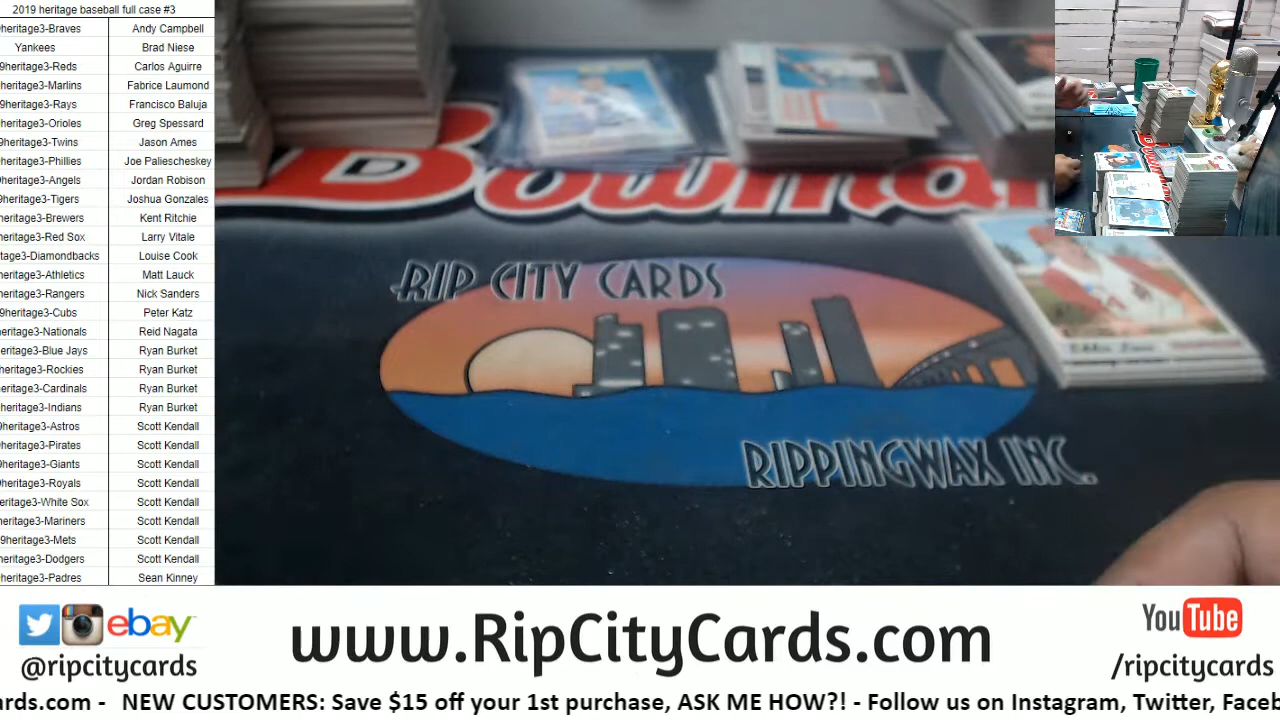 2019 heritage baseball full case #3
heritage3-Braves Andy Campbell
Yankees Brad Niese
9heritage3-Reds Carlos Aguirre
heritage3-Marlins Fabrice Laumond
9heritage3-Rays Francisco Baluja
heritage3-Orioles Greg Spessard
9heritage3-Twins Jason Ames
heritage3-Phillies Joe Paliescheskey
heritage3-Angels Jordan Robison
heritage3-Tigers Joshua Gonzales
heritage3-Brewers Kent Ritchie
eritage3-Red Sox Larry Vitale
tage3-Diamondbacks Louise Cook
heritage3-Athletics Matt Lauck
heritage3-Rangers Nick Sanders
9heritage3-Cubs Peter Katz
eritage3-Nationals Reid Nagata
eritage3-Blue Jays Ryan Burket
heritage3-Rockies Ryan Burket
heritage3-Cardinals Ryan Burket
heritage3-Indians Ryan Burket
heritage3-Astros Scott Kendall
heritage3-Pirates Scott Kendall
9heritage3-Giants Scott Kendall
heritage3-Royals Scott Kendall
eritage3-White Sox Scott Kendall
heritage3-Mariners Scott Kendall
9heritage3-Mets Scott Kendall
heritage3-Dodgers Scott Kendall
heritage3-Padres Sean Kinney
Bowma
RIP CITY CARDS
RIPPINGWAX INC.
ebay
@ripcitycards
www.RipCityCards.com
YouTube
/ripcitycards
ards.com - NEW CUSTOMERS: Save $15 off your 1st purchase, ASK ME HOW?! - Follow us on Instagram, Twitter, Faceb